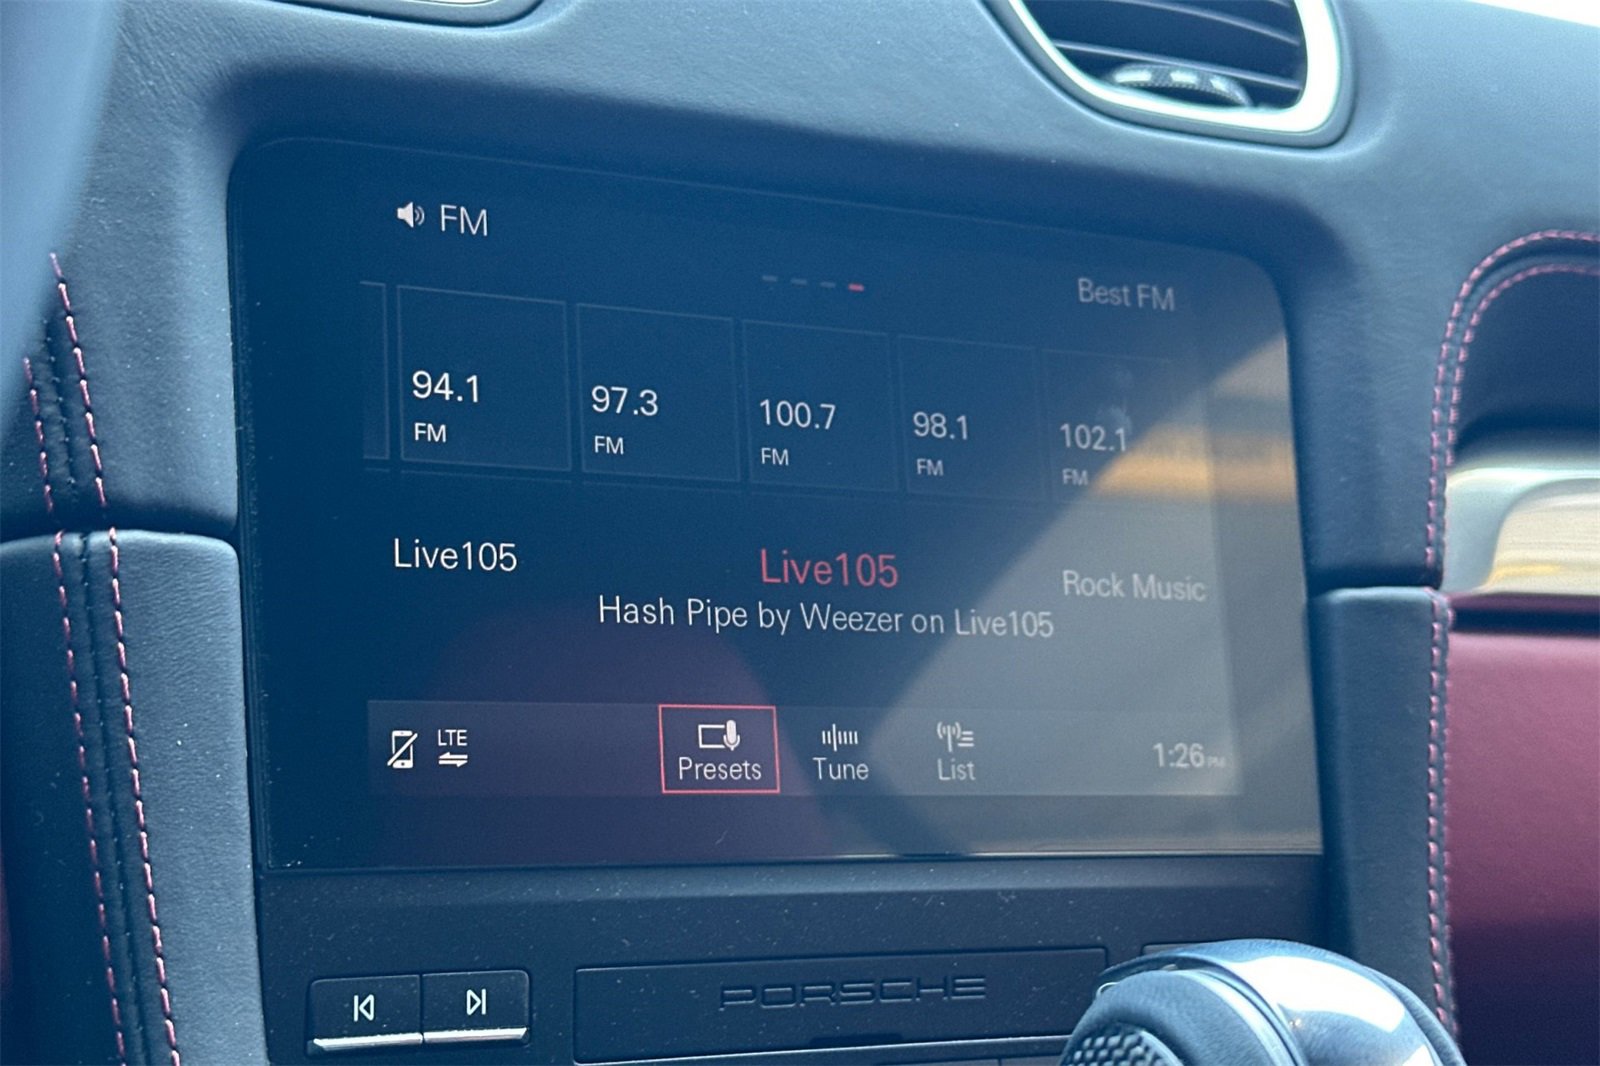 FM
Best FM
94.1
FM
97.3
FM
100.7
FM
98.1
FM
102.1
FM
Live105
Live105
Rock Music
Hash Pipe by Weezer on Live105
LTE
Presets
Tune
List
1:26 PM
PORSCHE